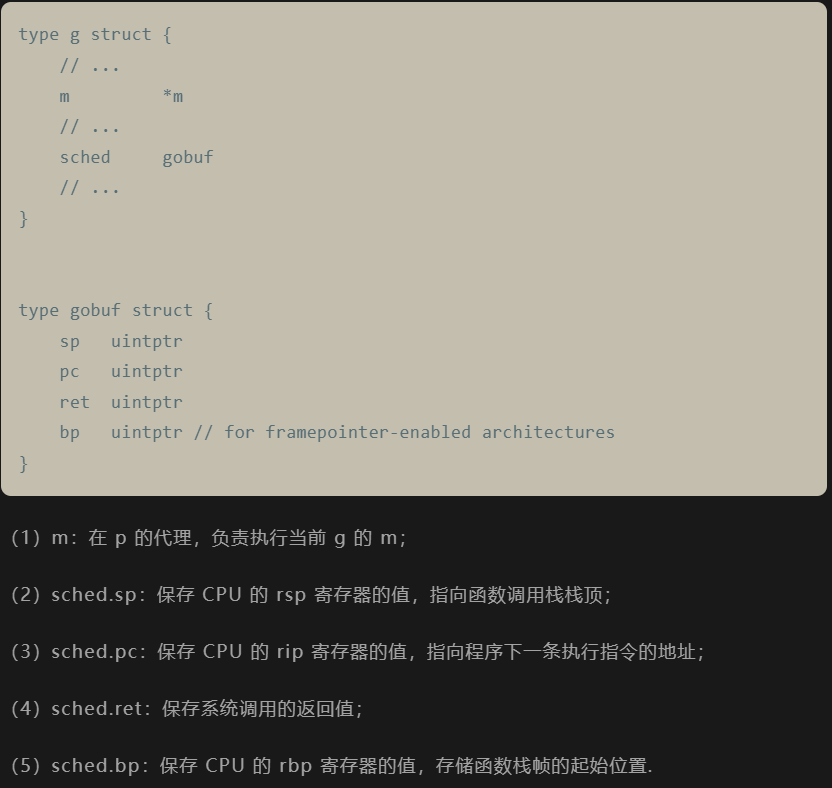 type g struct {
    // ...
    m         *m
    // ...
    sched     gobuf
    // ...
}
type gobuf struct {
    sp   uintptr
    pc   uintptr
    ret  uintptr
    bp   uintptr // for framepointer-enabled architectures
}
（1）m：在 p 的代理，负责执行当前 g 的 m；
（2）sched.sp：保存 CPU 的 rsp 寄存器的值，指向函数调用栈栈顶；
（3）sched.pc：保存 CPU 的 rip 寄存器的值，指向程序下一条执行指令的地址；
（4）sched.ret：保存系统调用的返回值；
（5）sched.bp：保存 CPU 的 rbp 寄存器的值，存储函数栈帧的起始位置.